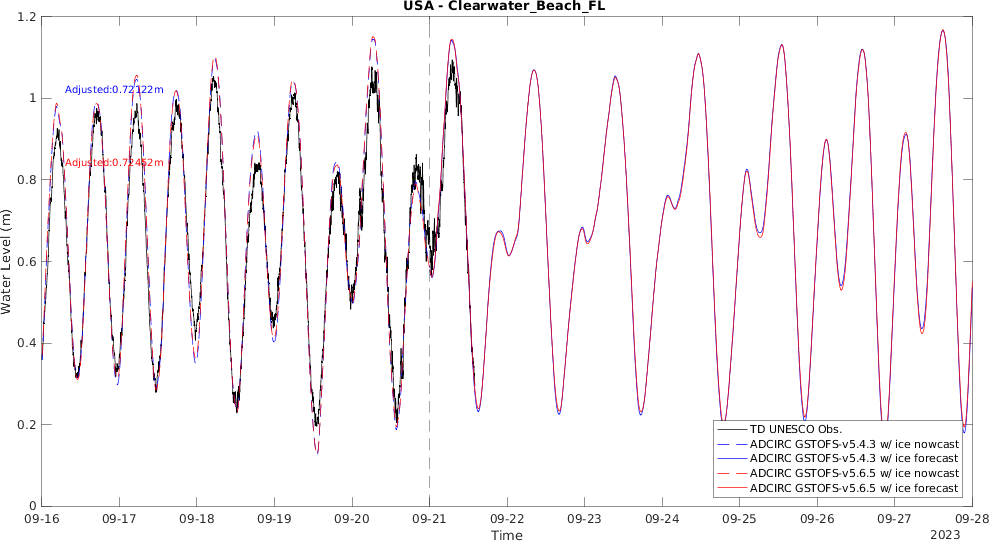 USA - Clearwater_Beach_FL
1.2
1
0.8
0.6
0.4
0.2
0
Water Level (m)
Adjusted:0.72122m
Adjusted:0.72452m
TD UNESCO Obs.
ADCIRC GSTOFS-v5.4.3 w/ ice nowcast
ADCIRC GSTOFS-v5.4.3 w/ ice forecast
ADCIRC GSTOFS-v5.6.5 w/ ice nowcast
ADCIRC GSTOFS-v5.6.5 w/ ice forecast
09-16 09-17 09-18 09-19 09-20 09-21 09-22 09-23 09-24 09-25 09-26 09-27 09-28
Time
2023